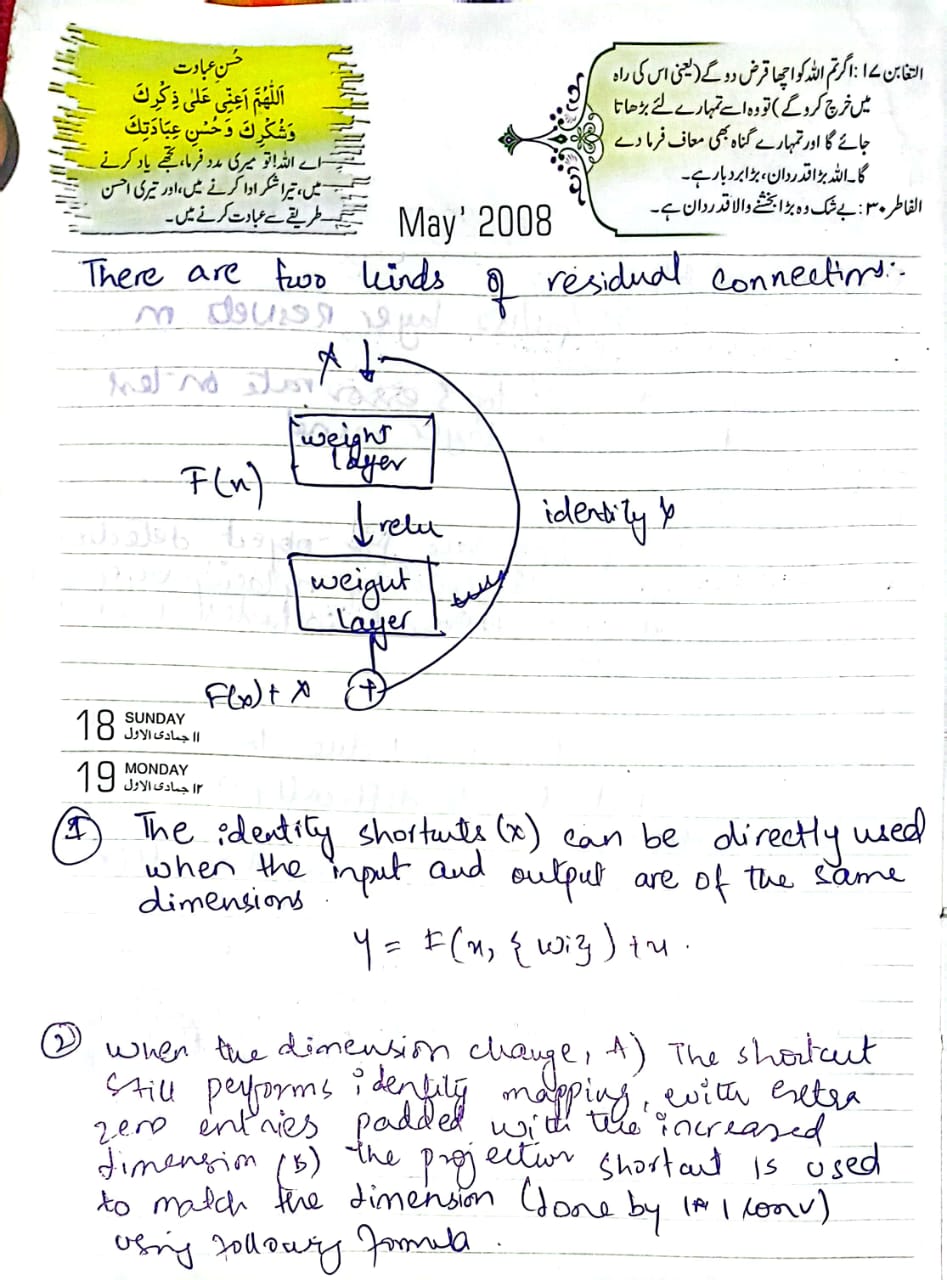 حُسنِ عبادت
اَللّٰهُمَّ اَعِنِّى عَلٰى ذِكْرِكَ
وَشُكْرِكَ وَحُسْنِ عِبَادَتِكَ
اے اللہ! تو میری مدد فرما، تجھے یاد کرنے
میں، تیرا شکر ادا کرنے میں، اور تیری احسن
طریقے سے عبادت کرنے میں۔
التغابن ۱۷: اگر تم اللہ کو اچھا قرض دو گے (یعنی اس کی راہ
میں خرچ کرو گے) تو وہ اسے تمہارے لئے بڑھاتا
جائے گا اور تمہارے گناہ بھی معاف فرما دے
گا۔ اللہ بڑا قدردان، بڑا بردبار ہے۔
الفاطر ۳۰: بے شک وہ بڑا بخشنے والا قدردان ہے۔
May' 2008
There are two kinds of residual connections:-
x
weight
layer
F(x)
relu
identity x
weight
layer
F(x) + x
+
18 SUNDAY
۱۱ جمادی الاول
19 MONDAY
۱۲ جمادی الاول
1 The identity shortcuts (x) can be directly used
when the input and output are of the same
dimensions.
y = F(x, {wi}) + x.
2 when the dimension change, A) The shortcut
still performs identity mapping, with extra
zero entries padded with the increased
dimension (B) The projection shortcut is used
to match the dimension (done by 1*1 conv)
using following formula.